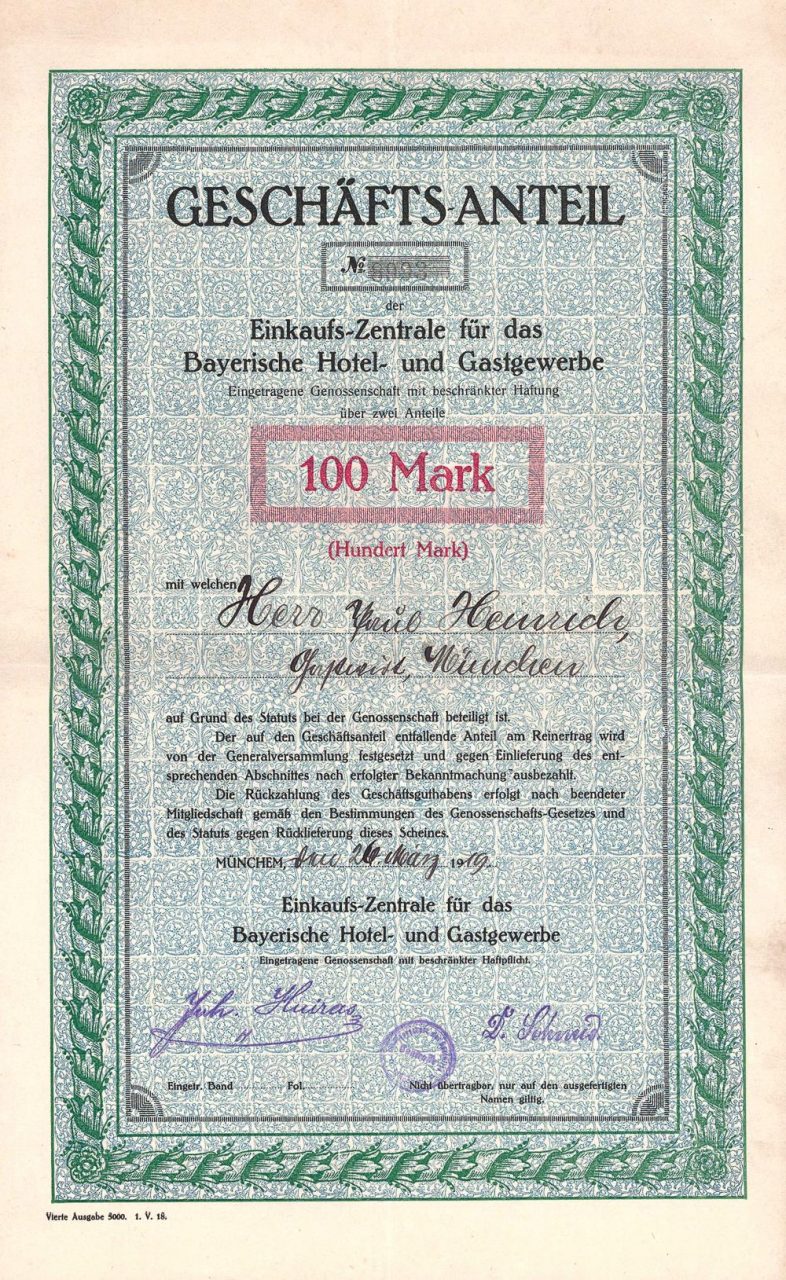 GESCHÄFTS-ANTEIL
№
der
Einkaufs-Zentrale für das
Bayerische Hotel- und Gastgewerbe
Eingetragene Genossenschaft mit beschränkter Haftung
über zwei Anteile
100 Mark
(Hundert Mark)
mit welchen Herr Paul Heinrich,
Gastwirt, München
auf Grund des Statuts bei der Genossenschaft beteiligt ist.
Der auf den Geschäftsanteil entfallende Anteil am Reinertrag wird
von der Generalversammlung festgesetzt und gegen Einlieferung des ent-
sprechenden Abschnittes nach erfolgter Bekanntmachung ausbezahlt.
Die Rückzahlung des Geschäftsguthabens erfolgt nach beendeter
Mitgliedschaft gemäß den Bestimmungen des Genossenschafts-Gesetzes und
des Statuts gegen Rücklieferung dieses Scheines.
MÜNCHEM, den 26. März 1919.
Einkaufs-Zentrale für das
Bayerische Hotel- und Gastgewerbe
Eingetragene Genossenschaft mit beschränkter Haftpflicht.
Joh. D. Schmid
Eingetr. Band Fol.
Nicht übertragbar, nur auf den ausgefertigten
Namen giltig.
Vierte Ausgabe 5000. 1. V. 18.